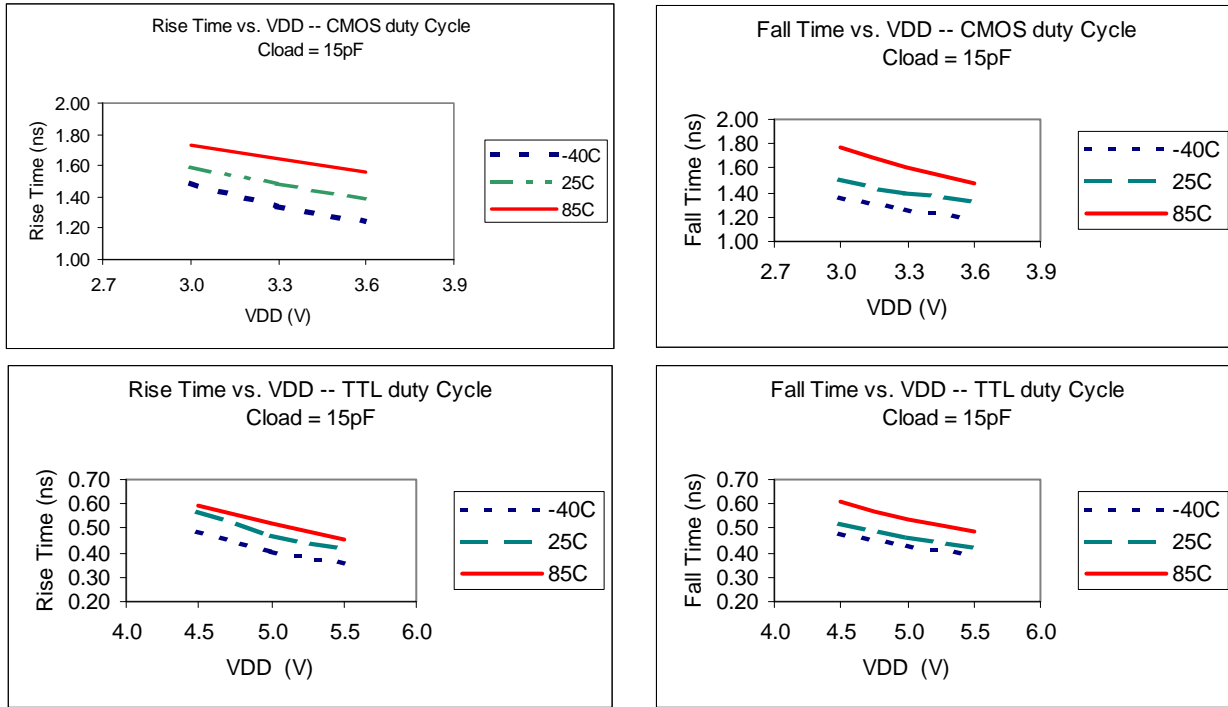 Rise Time vs. VDD -- CMOS duty Cycle
Cload = 15pF
Rise Time (ns)
2.00
1.80
1.60
1.40
1.20
1.00
2.7 3.0 3.3 3.6 3.9
VDD (V)
-40C
25C
85C
Fall Time vs. VDD -- CMOS duty Cycle
Cload = 15pF
Fall Time (ns)
2.00
1.80
1.60
1.40
1.20
1.00
2.7 3.0 3.3 3.6 3.9
VDD (V)
-40C
25C
85C
Rise Time vs. VDD -- TTL duty Cycle
Cload = 15pF
Rise Time (ns)
0.70
0.60
0.50
0.40
0.30
0.20
4.0 4.5 5.0 5.5 6.0
VDD (V)
-40C
25C
85C
Fall Time vs. VDD -- TTL duty Cycle
Cload = 15pF
Fall Time (ns)
0.70
0.60
0.50
0.40
0.30
0.20
4.0 4.5 5.0 5.5 6.0
VDD (V)
-40C
25C
85C